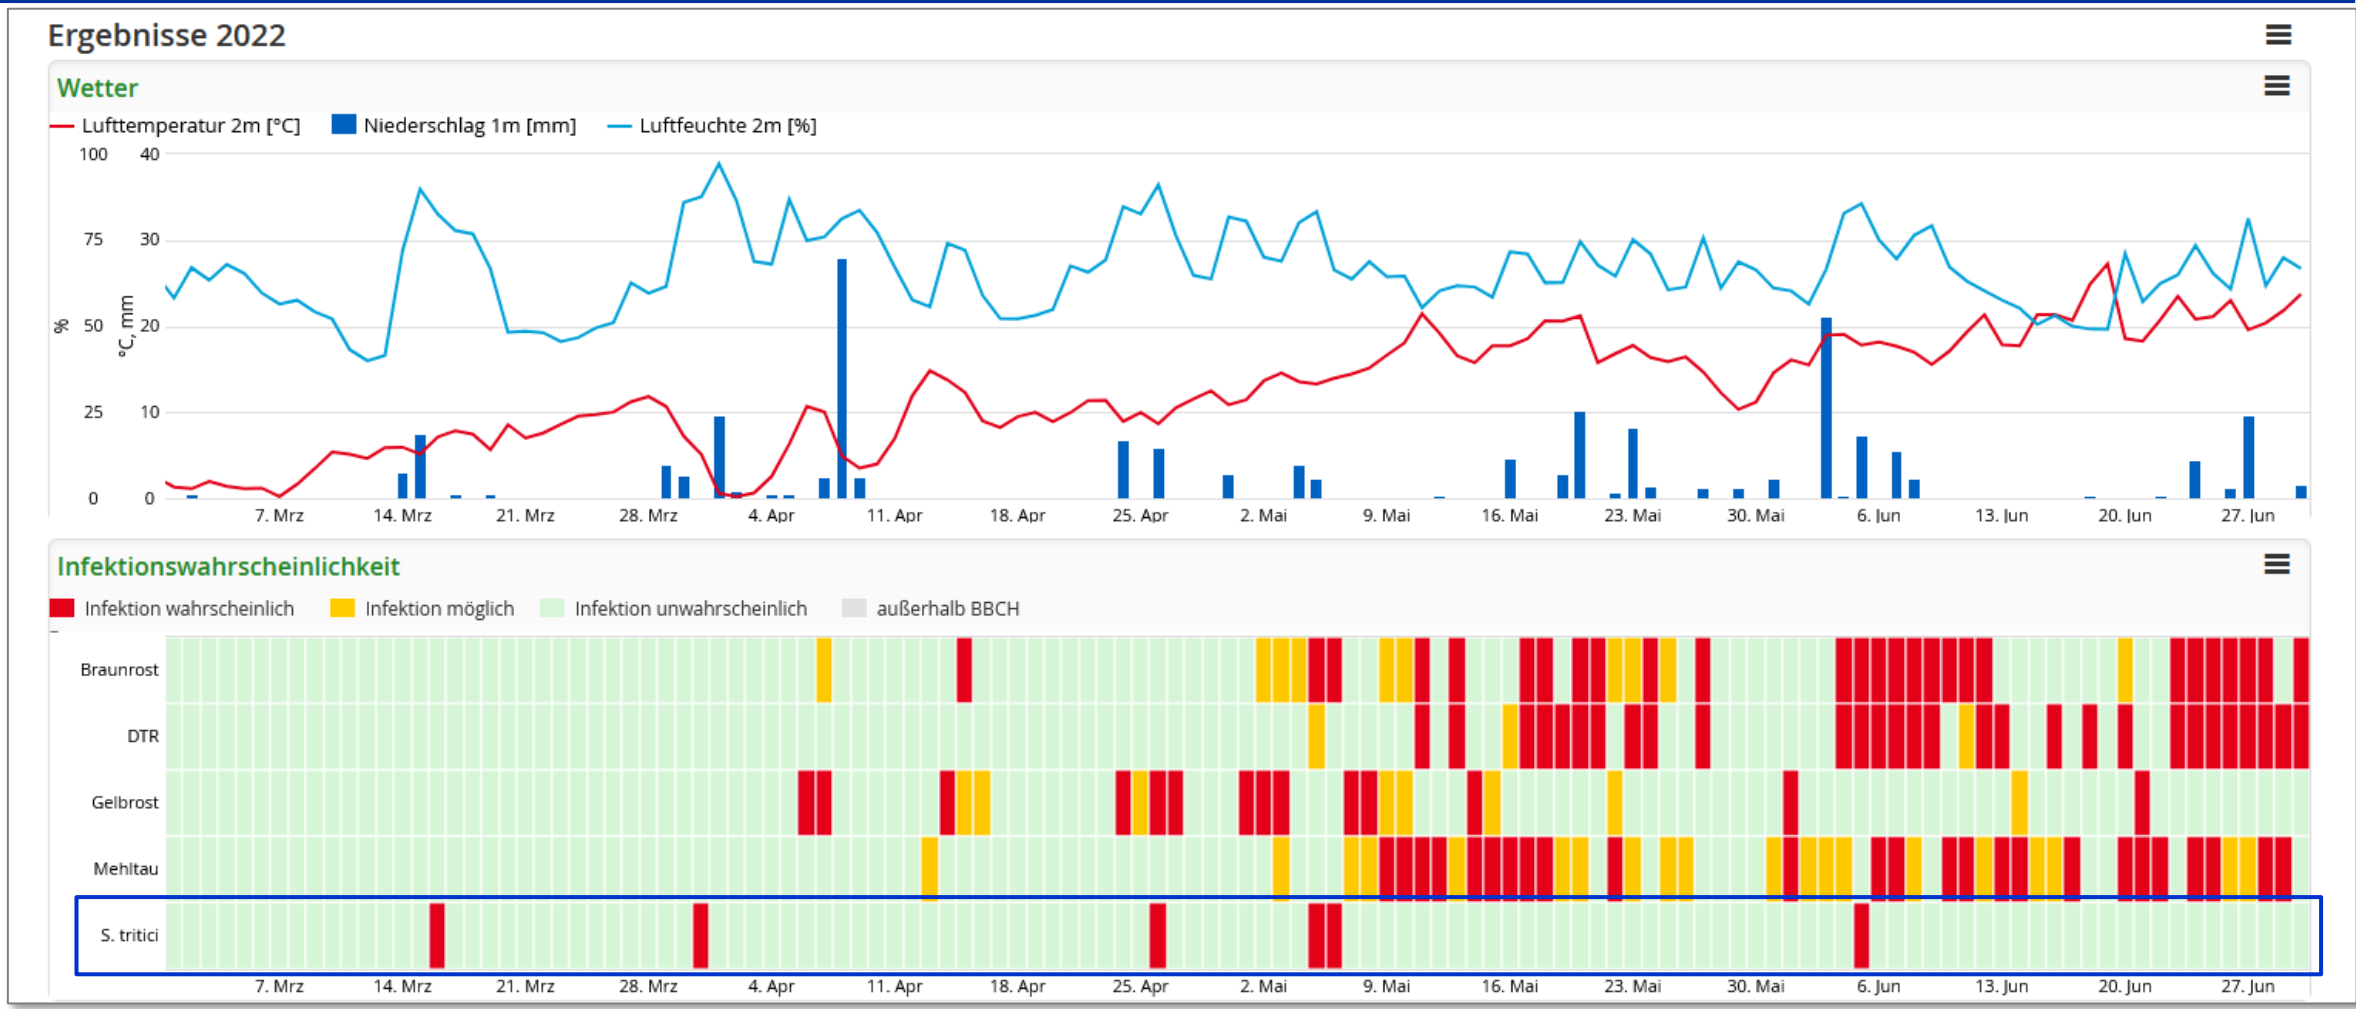 Ergebnisse 2022
Wetter
Lufttemperatur 2m [°C] Niederschlag 1m [mm] Luftfeuchte 2m [%]
100 40
75 30
50 20
25 10
0 0
%
°C, mm
7. Mrz 14. Mrz 21. Mrz 28. Mrz 4. Apr 11. Apr 18. Apr 25. Apr 2. Mai 9. Mai 16. Mai 23. Mai 30. Mai 6. Jun 13. Jun 20. Jun 27. Jun
Infektionswahrscheinlichkeit
Infektion wahrscheinlich Infektion möglich Infektion unwahrscheinlich außerhalb BBCH
Braunrost
DTR
Gelbrost
Mehltau
S. tritici
7. Mrz 14. Mrz 21. Mrz 28. Mrz 4. Apr 11. Apr 18. Apr 25. Apr 2. Mai 9. Mai 16. Mai 23. Mai 30. Mai 6. Jun 13. Jun 20. Jun 27. Jun